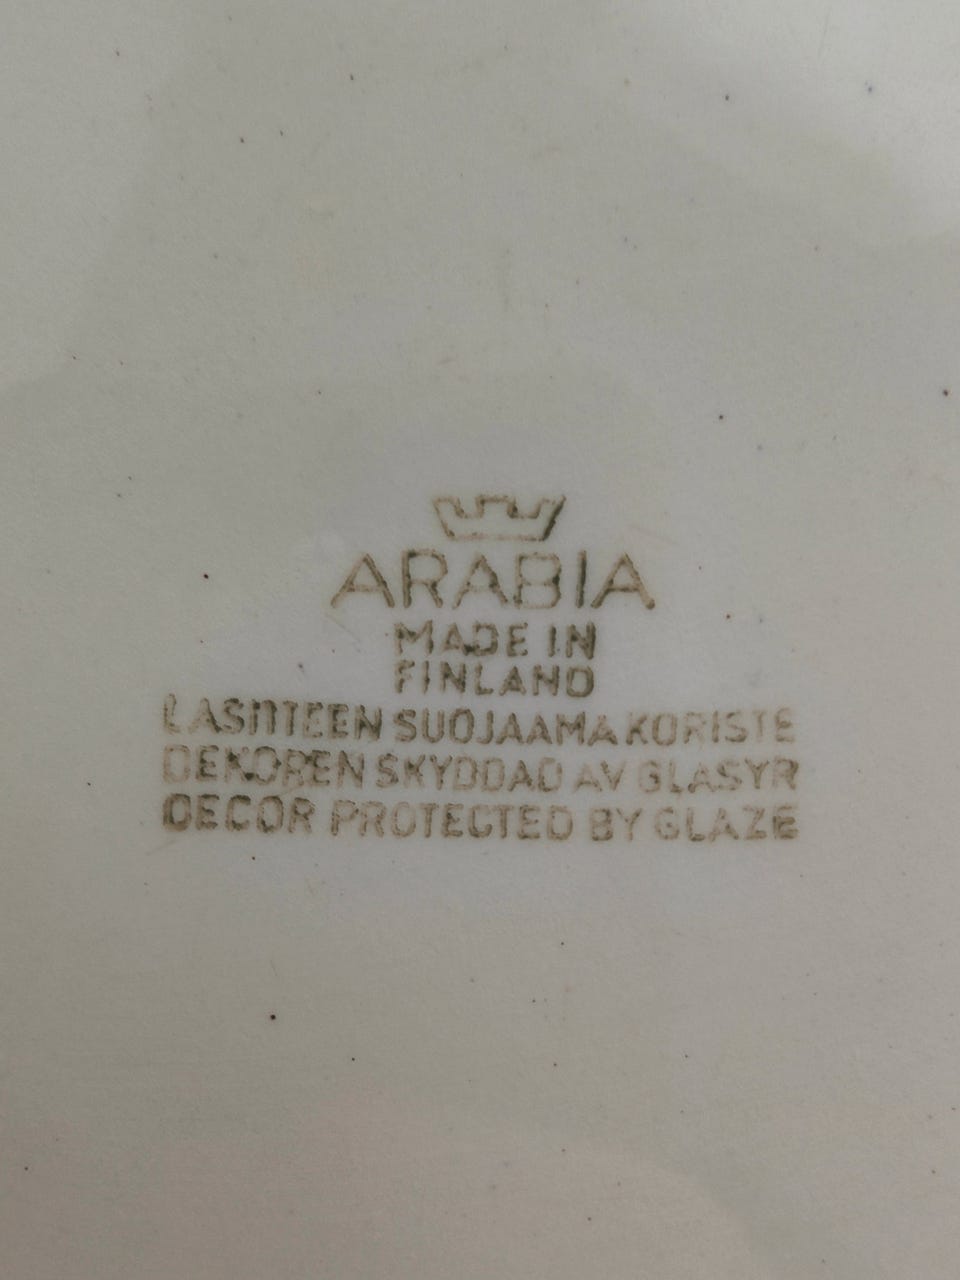 ARABIA
MADE IN
FINLAND
LASITTEEN SUOJAAMA KORISTE
DEKOREN SKYDDAD AV GLASYR
DECOR PROTECTED BY GLAZE